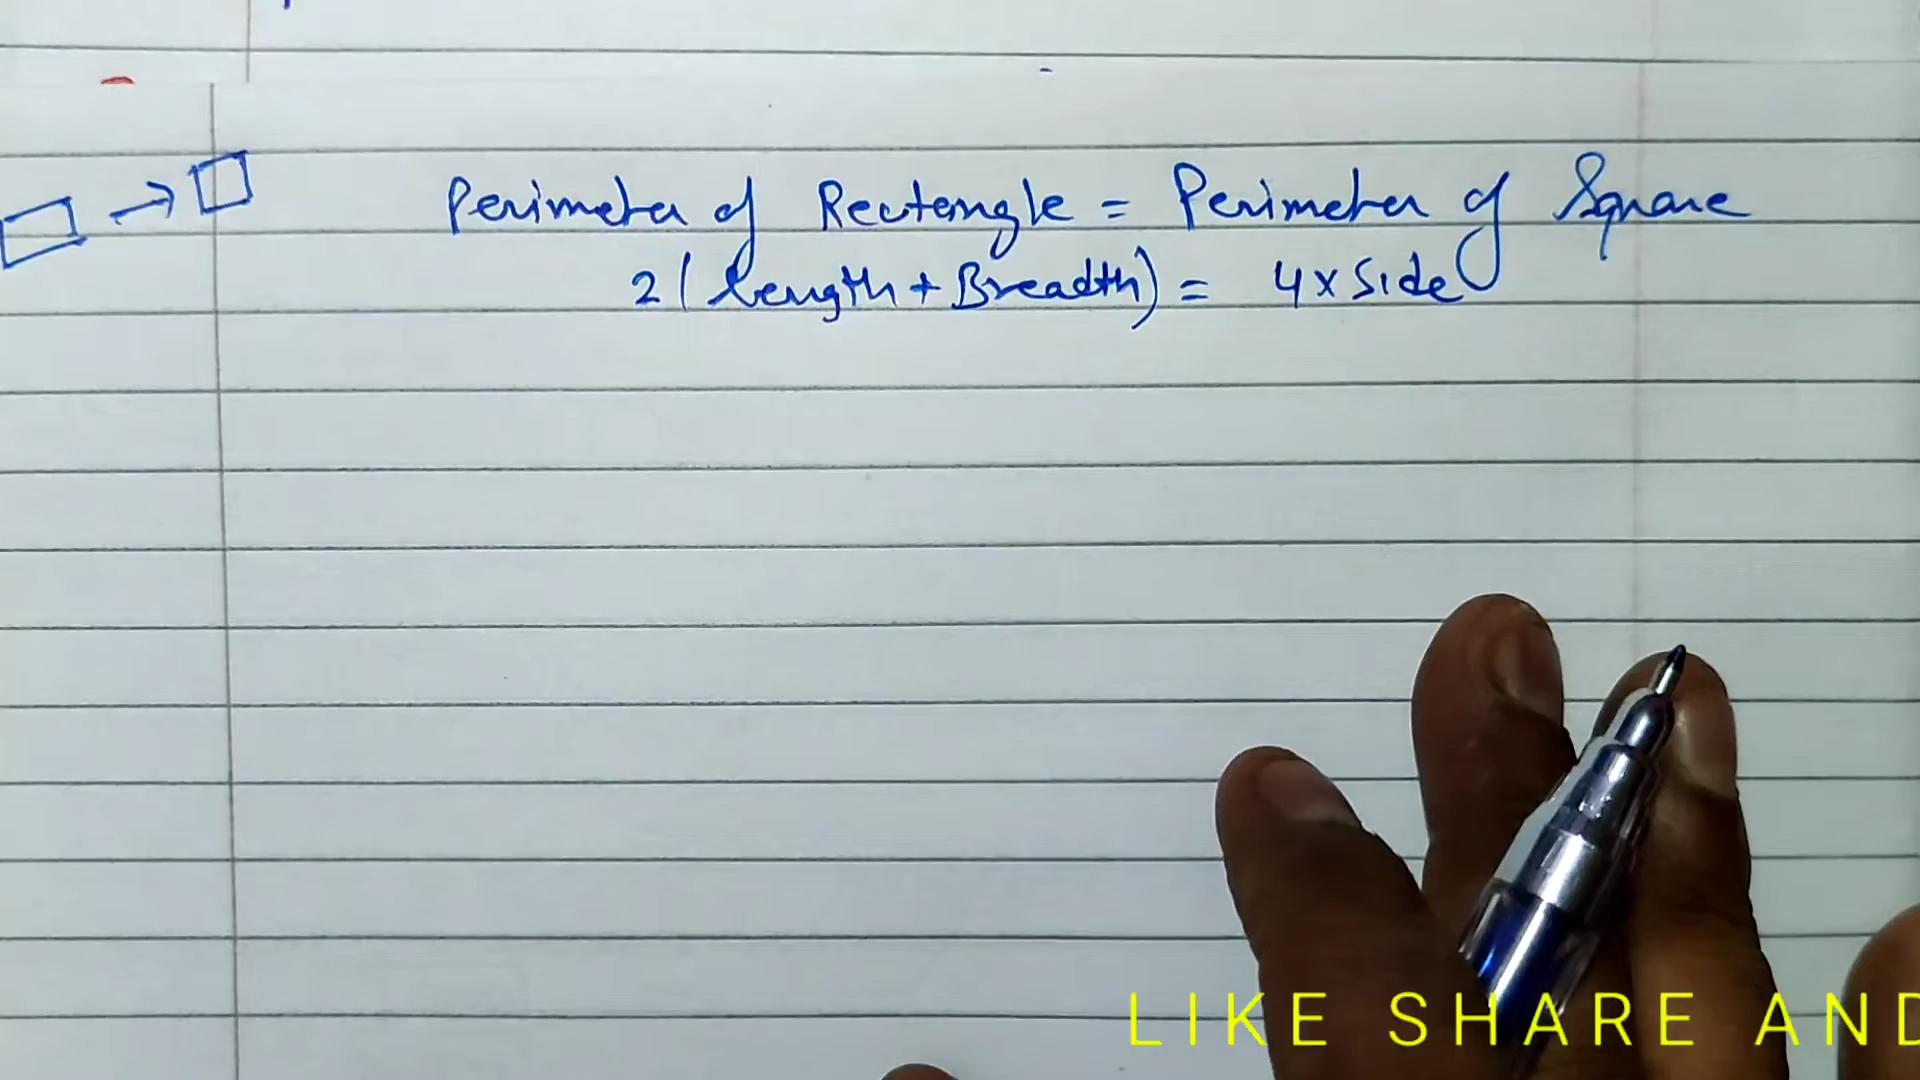 Perimeter of Rectangle = Perimeter of Square
2(Length + Breadth) = 4 x Side
LIKE SHARE AND